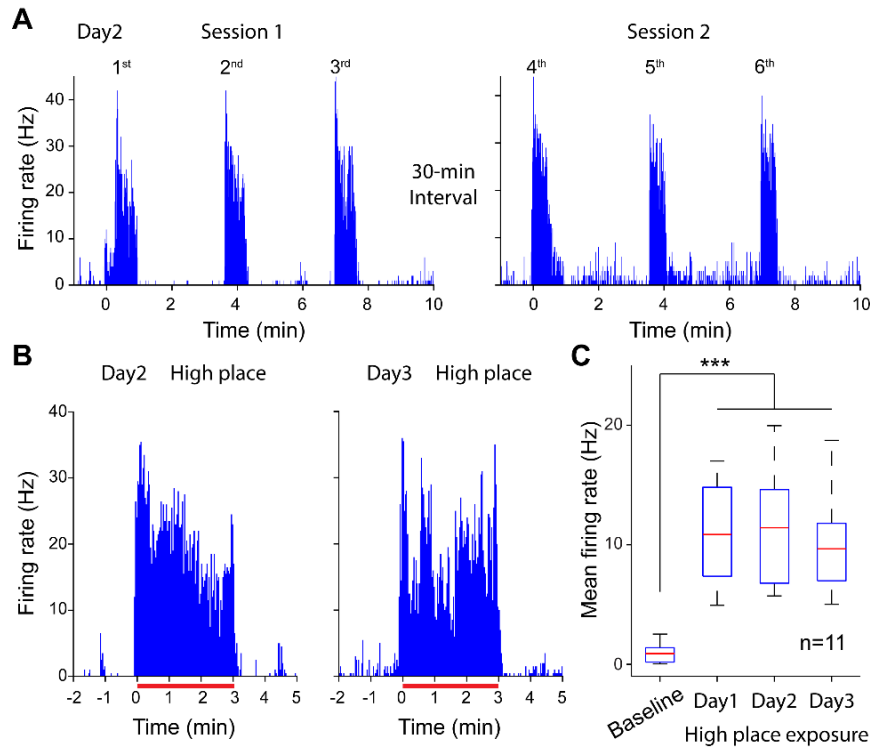 A
Day2 Session 1 Session 2
1st 2nd 3rd 4th 5th 6th
Firing rate (Hz)
40
30
20
10
0
30-min
Interval
0 2 4 6 8 10
0 2 4 6 8 10
Time (min) Time (min)
B
Day2 High place
Day3 High place
Firing rate (Hz)
40
30
20
10
0
-2 -1 0 1 2 3 4 5
-2 -1 0 1 2 3 4 5
Time (min) Time (min)
C
***
Mean firing rate (Hz)
20
10
0
n=11
Baseline Day1 Day2 Day3
High place exposure